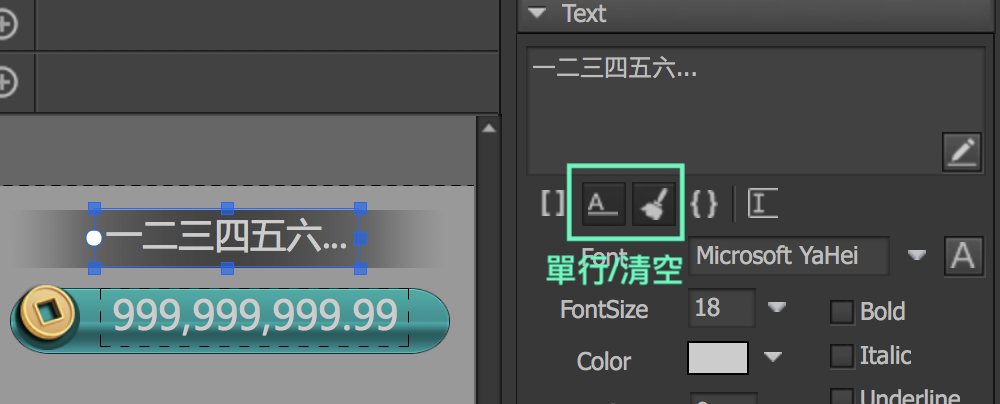 Text
一二三四五六...
[ ] A { } I
單行/清空
Font
Microsoft YaHei
A
FontSize
18
Bold
Color
Italic
Underline
一二三四五六...
999,999,999.99